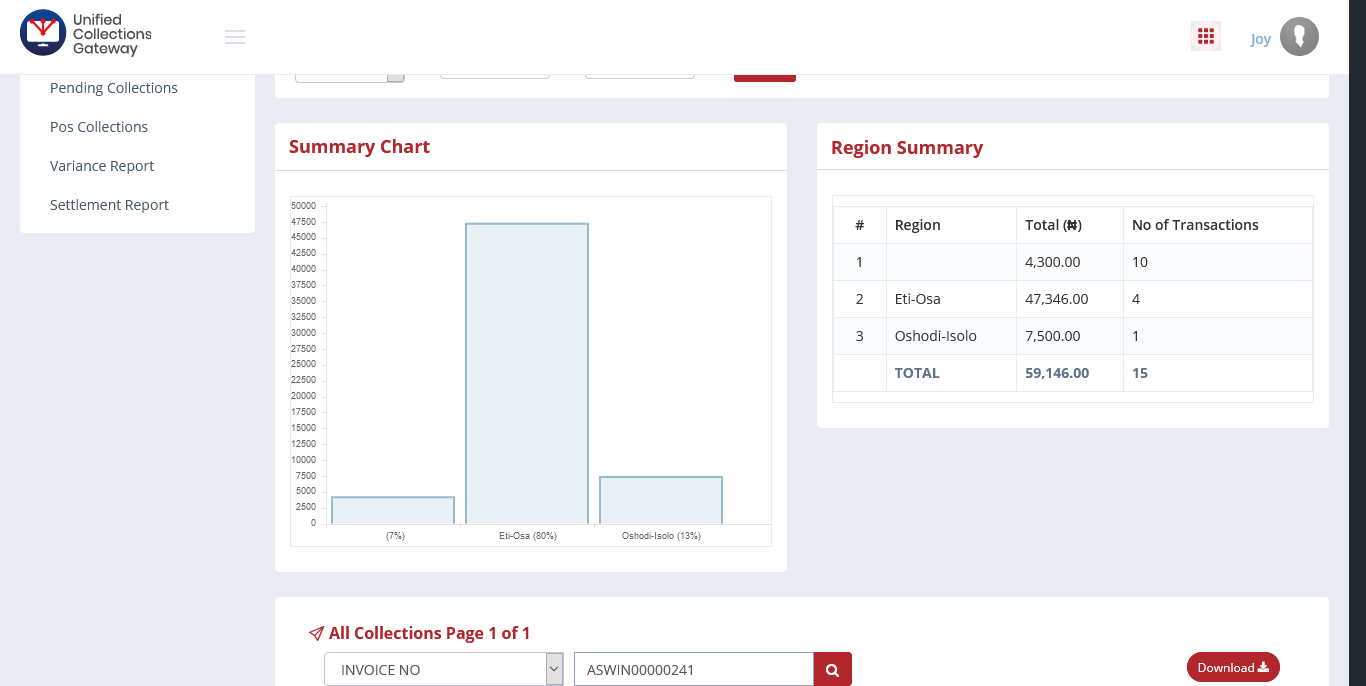 Unified
Collections
Gateway
Joy
Pending Collections
Pos Collections
Variance Report
Settlement Report
Summary Chart
50000
47500
45000
42500
40000
37500
35000
32500
30000
27500
25000
22500
20000
17500
15000
12500
10000
7500
5000
2500
0
(7%) Eti-Osa (80%) Oshodi-Isolo (13%)
Region Summary
# Region Total (₦) No of Transactions
1 4,300.00 10
2 Eti-Osa 47,346.00 4
3 Oshodi-Isolo 7,500.00 1
TOTAL 59,146.00 15
All Collections Page 1 of 1
INVOICE NO ASWIN00000241 Download